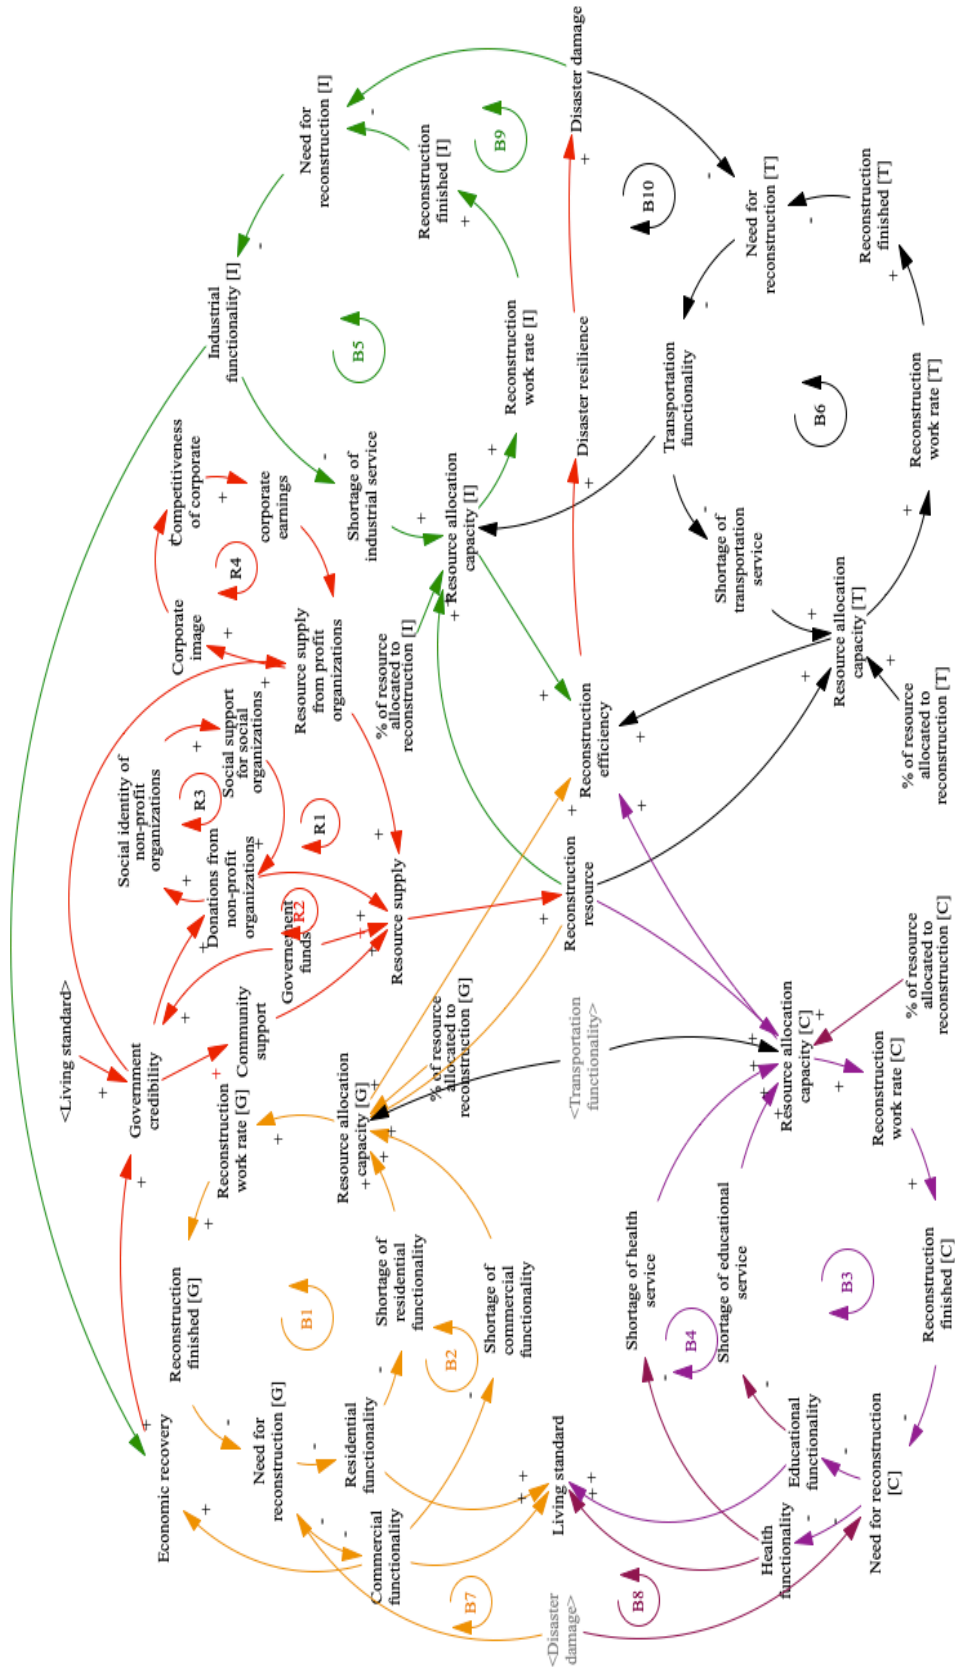 Economic recovery
<Living standard>
Government
credibility
Social identity of
non-profit
organizations
Corporate
image
Competitiveness
of corporate
Industrial
functionality [I]
Reconstruction
finished [G]
Reconstruction
work rate [G]
Community
support
Donations from
non-profit
organizations
Social support
for social
organizations
R3
R4
corporate
earnings
Need for
reconstruction [G]
B1
Governement
funds
R2
R1
Resource supply
from profit
organizations
Need for
reconstruction [I]
Residential
functionality
Resource allocation
capacity [G]
Shortage of
industrial service
B5
Commercial
functionality
Shortage of
residential
functionality
Resource supply
% of resource
allocated to
reconstruction [I]
% of resource
allocated to
reconstruction [G]
Resource allocation
capacity [I]
Reconstruction
finished [I]
B7
B2
Shortage of
commercial
functionality
Reconstruction
work rate [I]
B9
<Disaster
damage>
Living standard
<Transportation
functionality>
Reconstruction
resource
Reconstruction
efficiency
Disaster resilience
Disaster damage
B8
B4
Shortage of health
service
Shortage of educational
service
Transportation
functionality
B10
Shortage of
transportation
service
Need for
reconstruction [T]
Health
functionality
Educational
functionality
Resource allocation
capacity [C]
Resource allocation
capacity [T]
B3
B6
Need for reconstruction
[C]
Reconstruction
work rate [C]
Reconstruction
finished [T]
Reconstruction
finished [C]
% of resource
allocated to
reconstruction [C]
% of resource
allocated to
reconstruction [T]
Reconstruction
work rate [T]